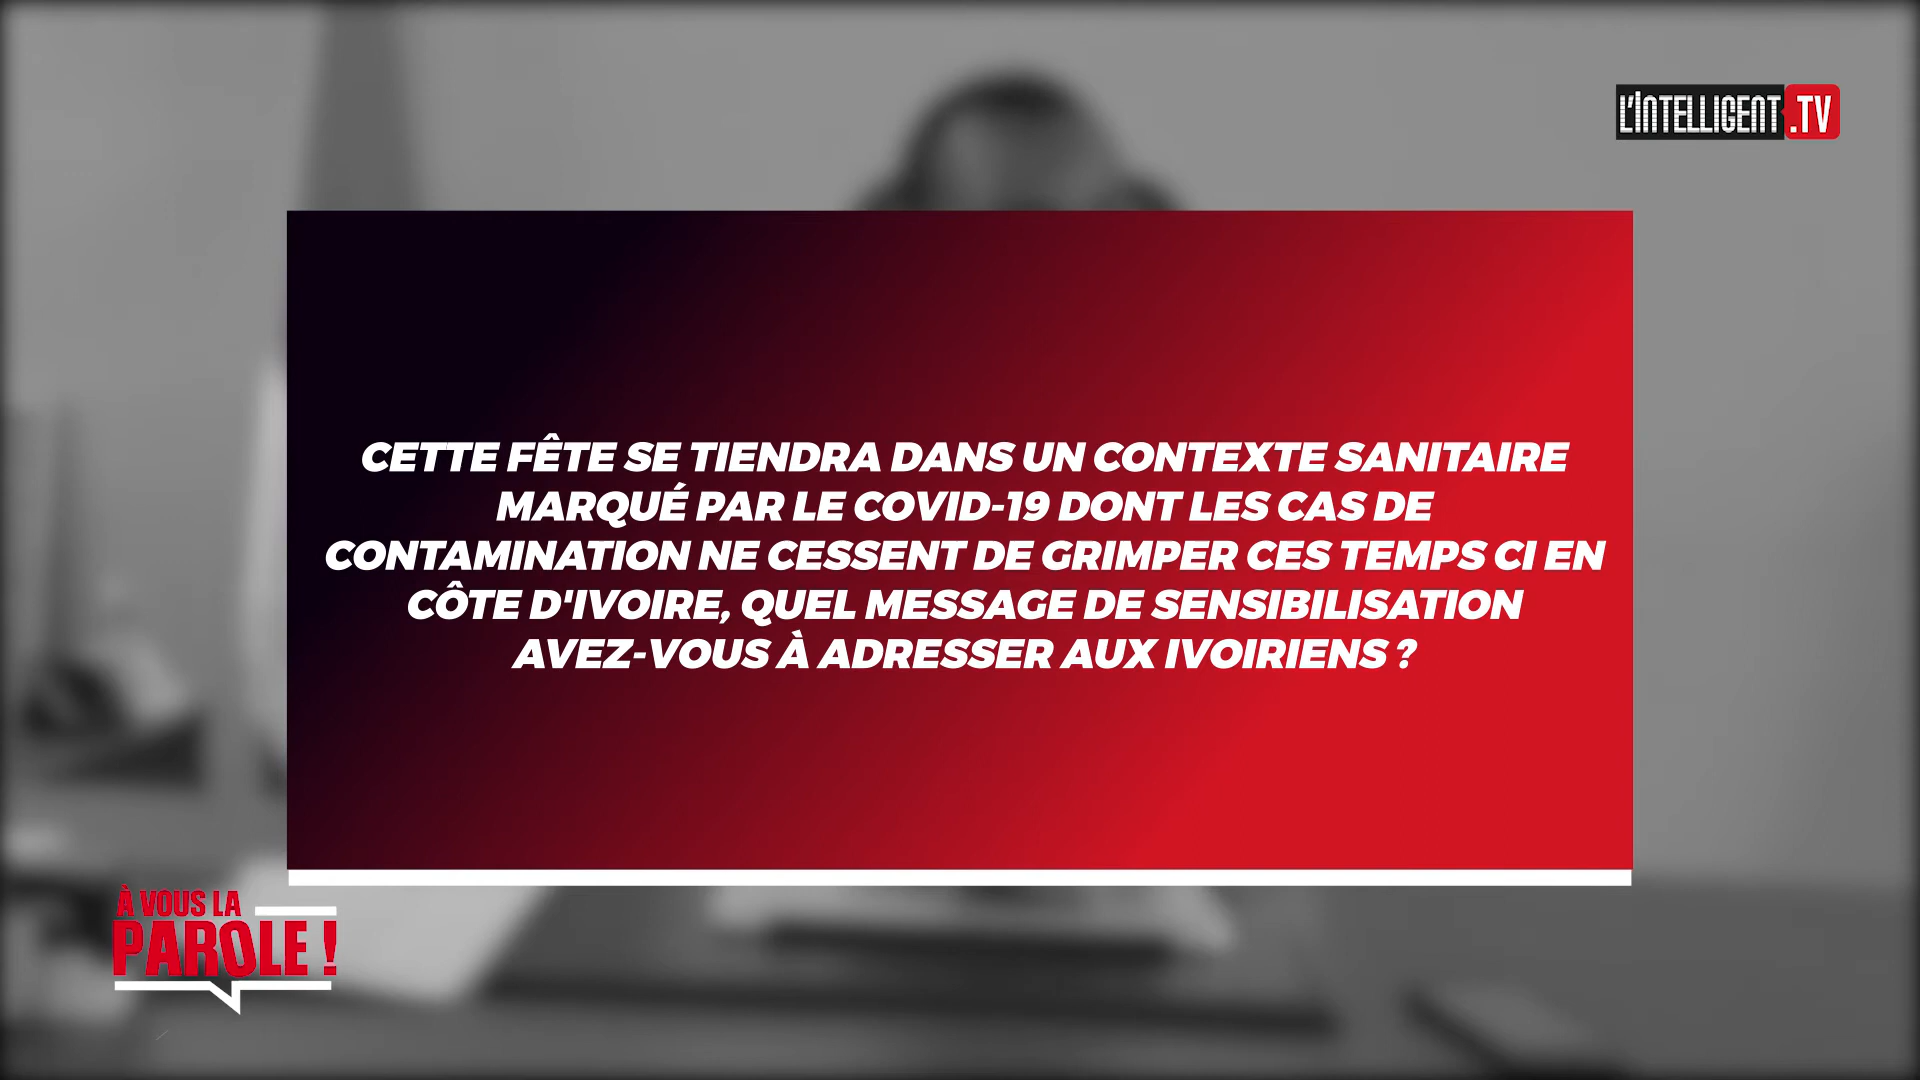 L'INTELLIGENT.TV
CETTE FÊTE SE TIENDRA DANS UN CONTEXTE SANITAIRE
MARQUÉ PAR LE COVID-19 DONT LES CAS DE
CONTAMINATION NE CESSENT DE GRIMPER CES TEMPS CI EN
CÔTE D'IVOIRE, QUEL MESSAGE DE SENSIBILISATION
AVEZ-VOUS À ADRESSER AUX IVOIRIENS ?
À VOUS LA
PAROLE !